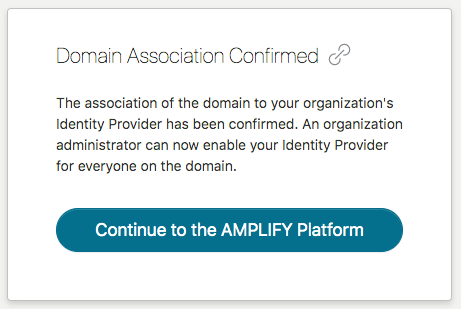 Domain Association Confirmed
The association of the domain to your organization's
Identity Provider has been confirmed. An organization
administrator can now enable your Identity Provider
for everyone on the domain.
Continue to the AMPLIFY Platform